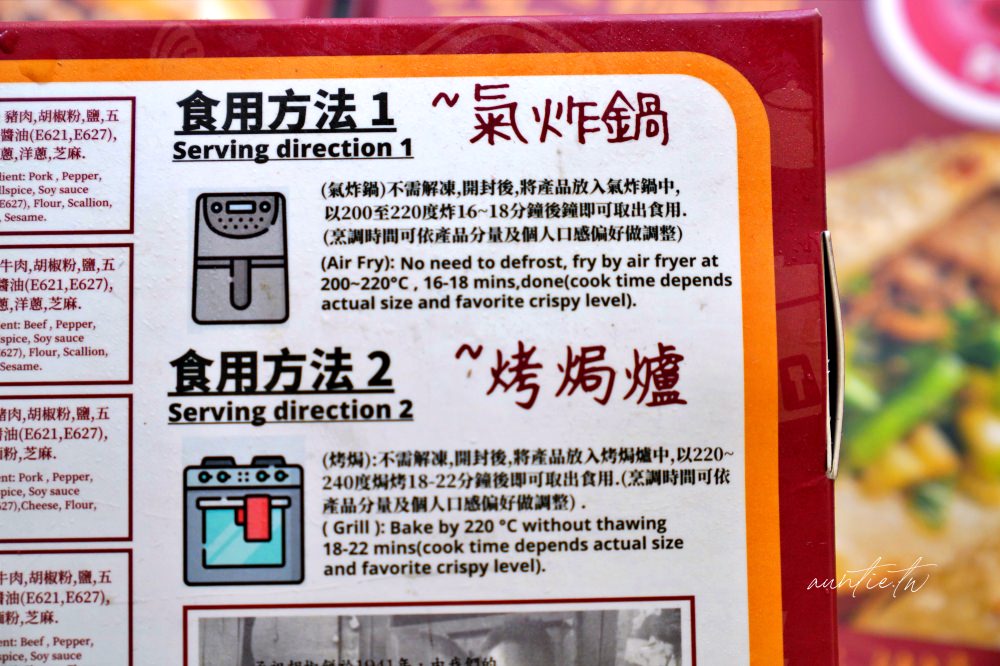 豬肉,胡椒粉,鹽,五
醬油(E621,E627),
蔥,洋蔥,芝麻.
dient: Pork , Pepper,
llspice, Soy sauce
E627), Flour, Scallion,
, Sesame.
牛肉,胡椒粉,鹽,五
醬油(E621,E627),
蔥,洋蔥,芝麻.
ent: Beef , Pepper,
spice, Soy sauce
627), Flour, Scallion,
Sesame.
豬肉,胡椒粉,鹽,五
油(E621,E627),
粉,芝麻.
nt: Pork , Pepper,
pice, Soy sauce
27),Cheese, Flour,
牛肉,胡椒粉,鹽,五
油(E621,E627),
粉,芝麻.
nt: Beef , Pepper,
pice, Soy sauce
食用方法 1
~氣炸鍋
Serving direction 1
(氣炸鍋)不需解凍,開封後,將產品放入氣炸鍋中,
以200至220度炸16~18分鐘後鐘即可取出食用.
(烹調時間可依產品分量及個人口感偏好做調整)
(Air Fry): No need to defrost, fry by air fryer at
200~220°C , 16-18 mins,done(cook time depends
actual size and favorite crispy level).
食用方法 2
~烤焗爐
Serving direction 2
(烤焗):不需解凍,開封後,將產品放入烤焗爐中,以220~
240度焗烤18-22分鐘後即可取出食用.(烹調時間可依
產品分量及個人口感偏好做調整) .
( Grill ): Bake by 220 °C without thawing
18-22 mins(cook time depends actual size
and favorite crispy level).
auntie.tw